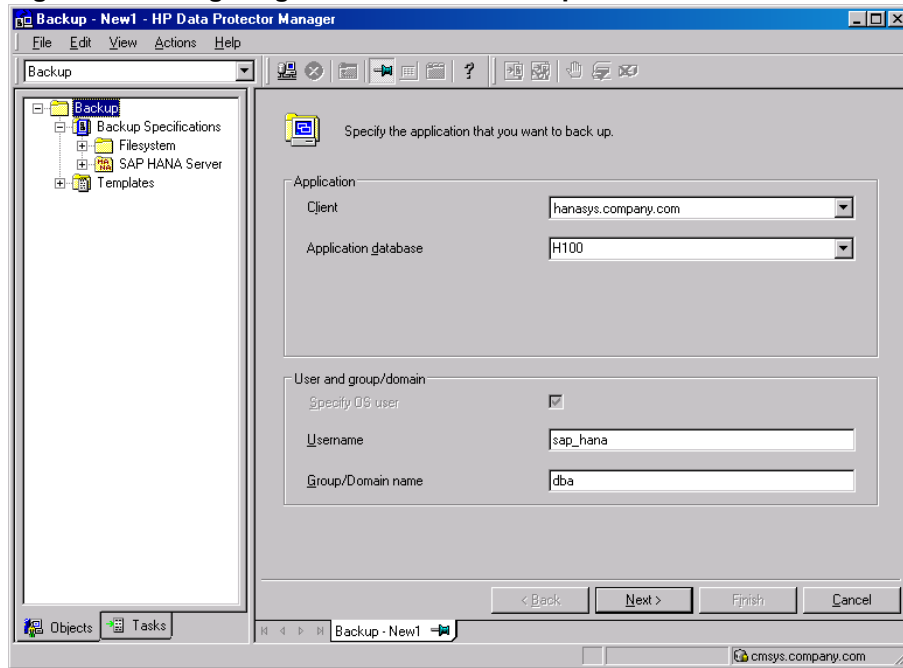 Backup - New1 - HP Data Protector Manager
File Edit View Actions Help
Backup
?
Backup
Backup Specifications
Filesystem
SAP HANA Server
Templates
Specify the application that you want to back up.
Application
Client
hanasys.company.com
Application database
H100
User and group/domain
Specify OS user
Username
sap_hana
Group/Domain name
dba
< Back
Next >
Finish
Cancel
Objects
Tasks
Backup - New1
cmsys.company.com